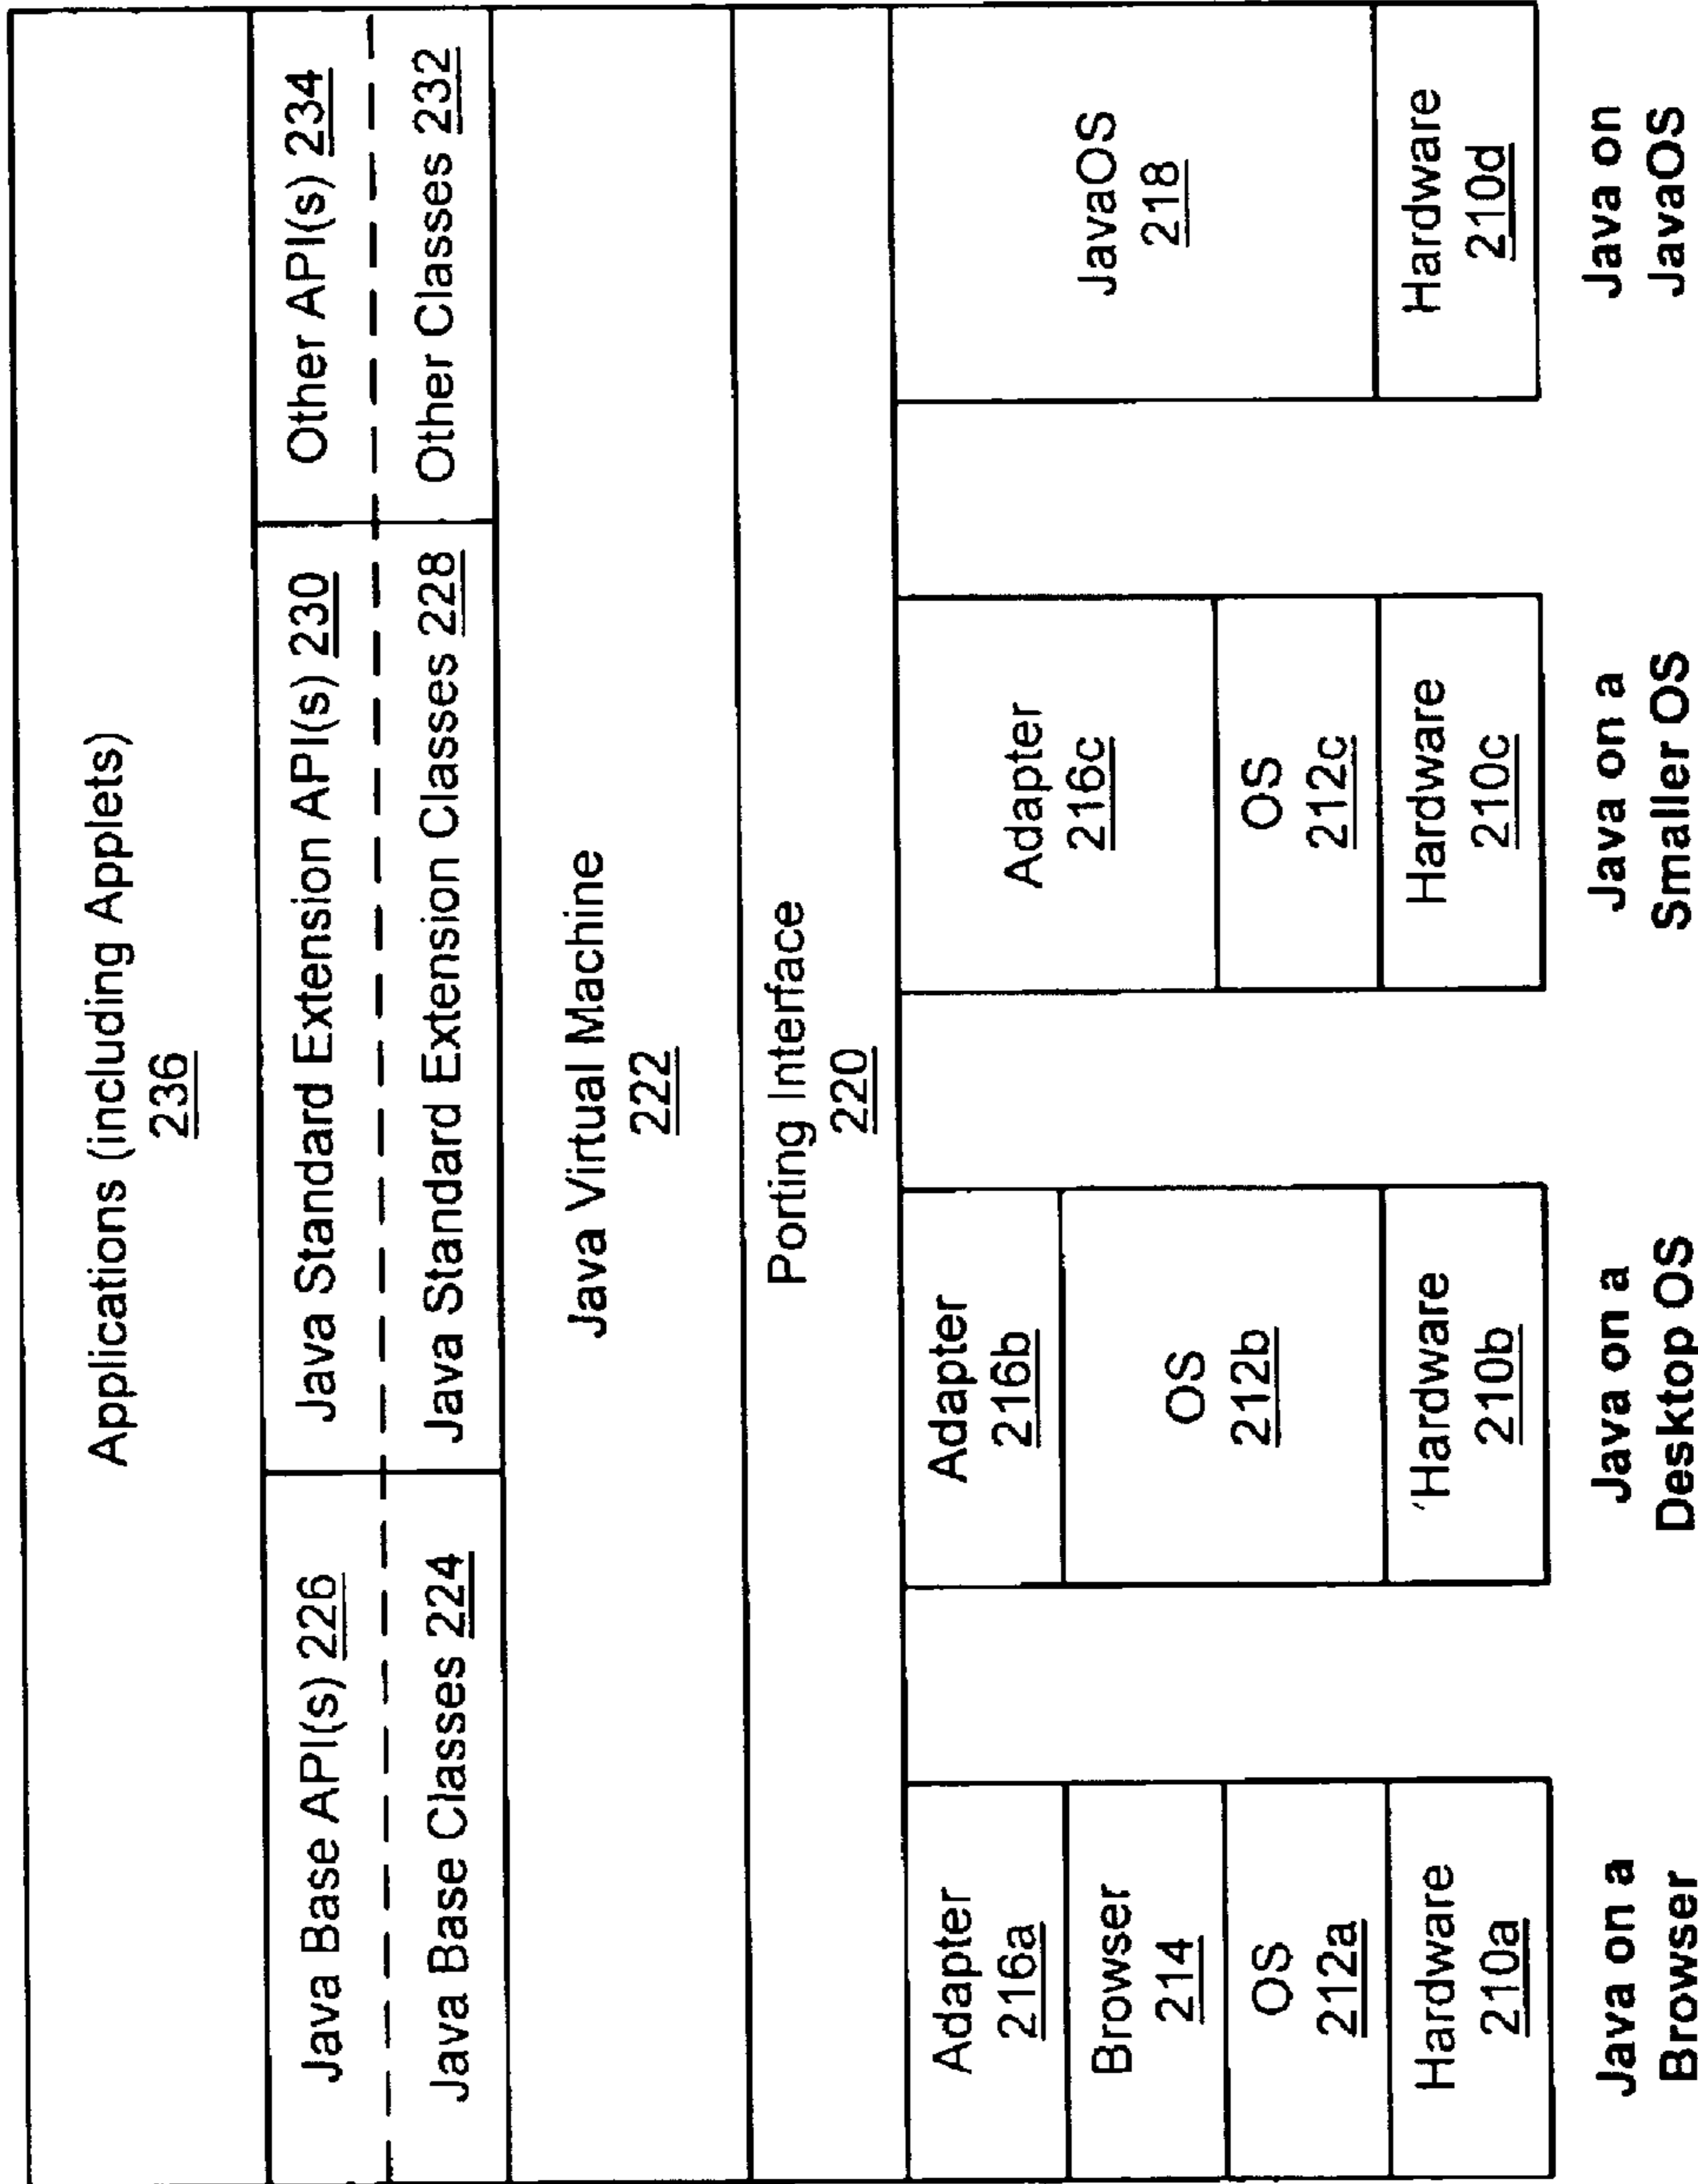 Applications (including Applets)
236
Java Base API(s) 226
Java Standard Extension API(s) 230
Other API(s) 234
Java Base Classes 224
Java Standard Extension Classes 228
Other Classes 232
Java Virtual Machine
222
Porting Interface
220
Adapter
216a
Browser
214
OS
212a
Hardware
210a
Java on a
Browser
Adapter
216b
OS
212b
Hardware
210b
Java on a
Desktop OS
Adapter
216c
OS
212c
Hardware
210c
Java on a
Smaller OS
JavaOS
218
Hardware
210d
Java on
JavaOS